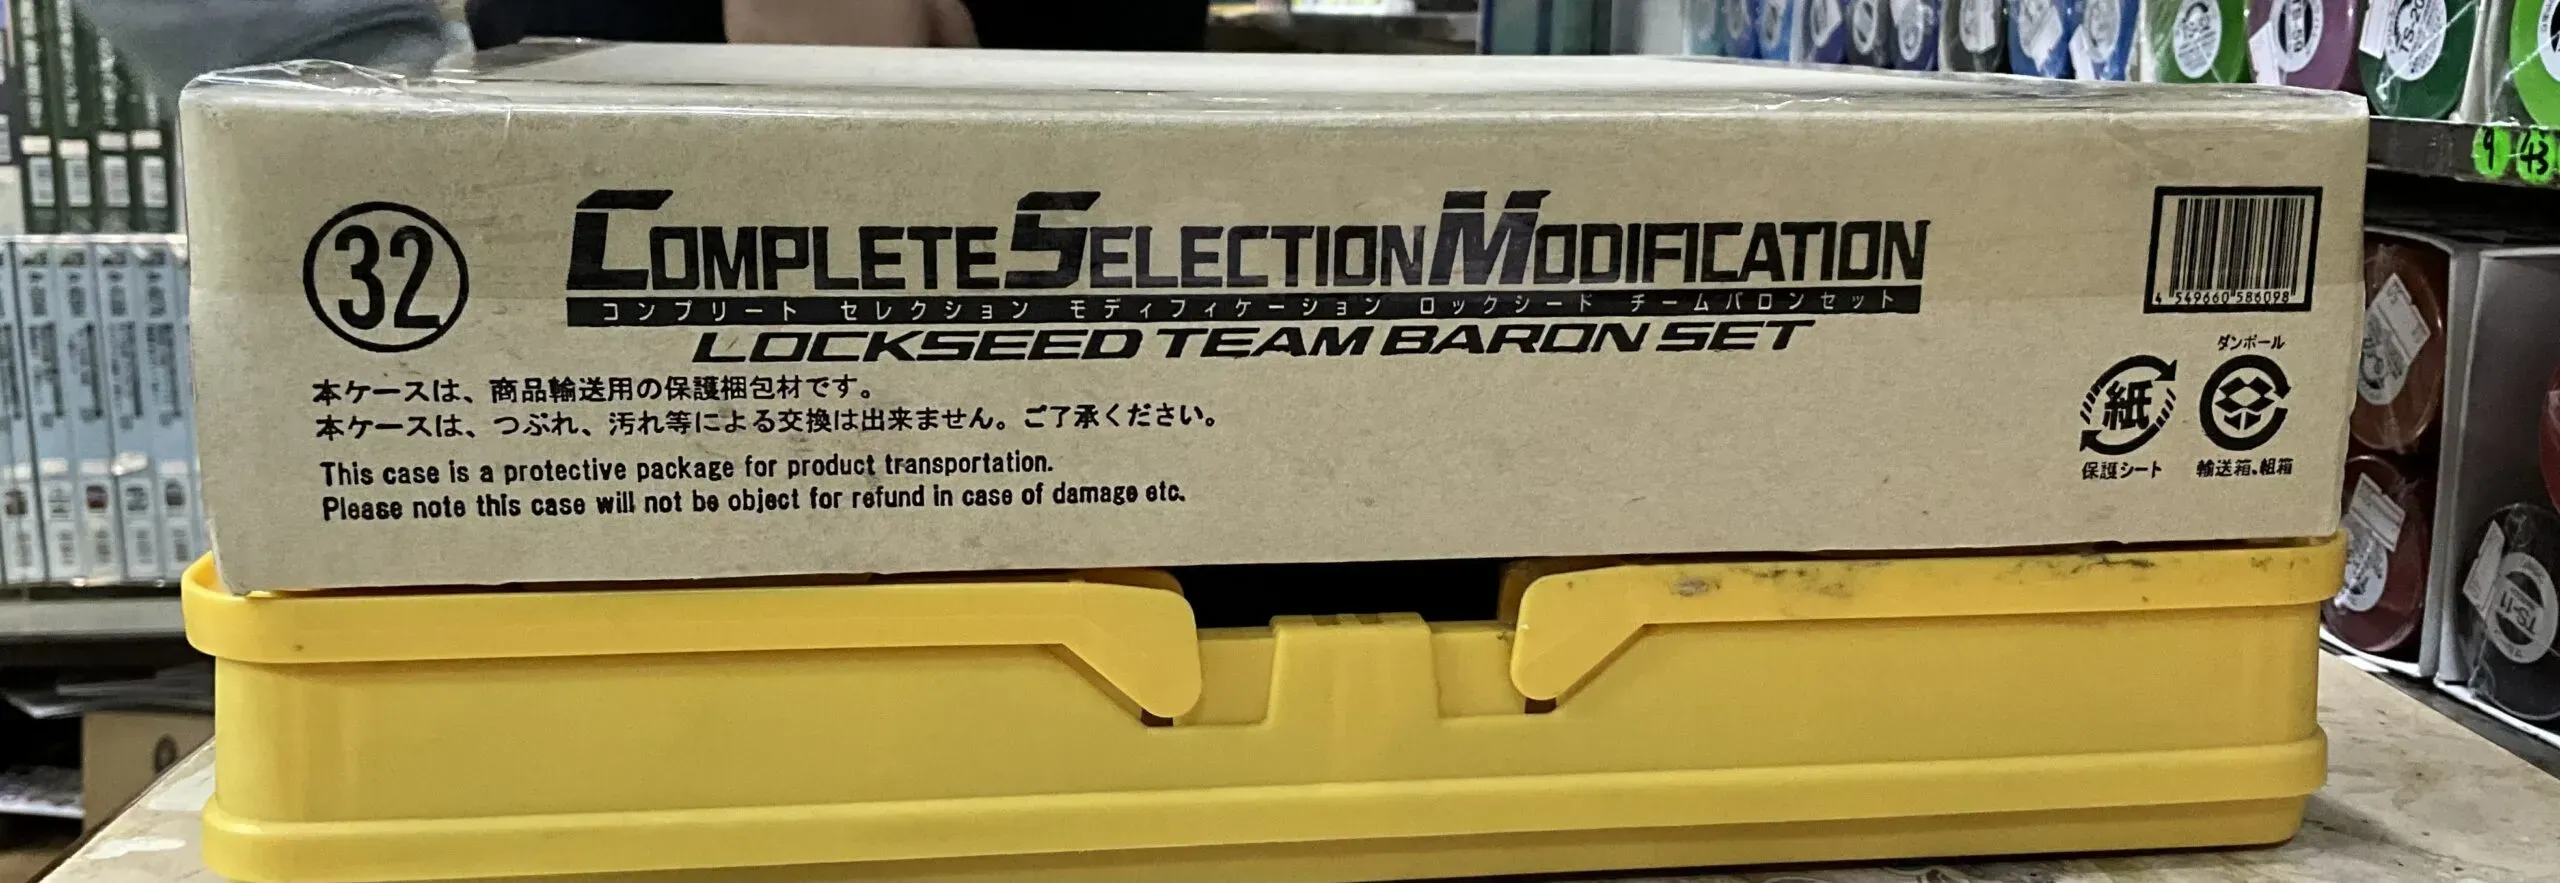 32
COMPLETE SELECTION MODIFICATION
コンプリート セレクション モディフィケーション ロックシード チームバロンセット
LOCKSEED TEAM BARON SET
本ケースは、商品輸送用の保護梱包材です。
本ケースは、つぶれ、汚れ等による交換は出来ません。ご了承ください。
This case is a protective package for product transportation.
Please note this case will not be object for refund in case of damage etc.
4 549660 586098
ダンボール
紙
保護シート
輸送箱、組箱
TS-20
TS-11
9
43